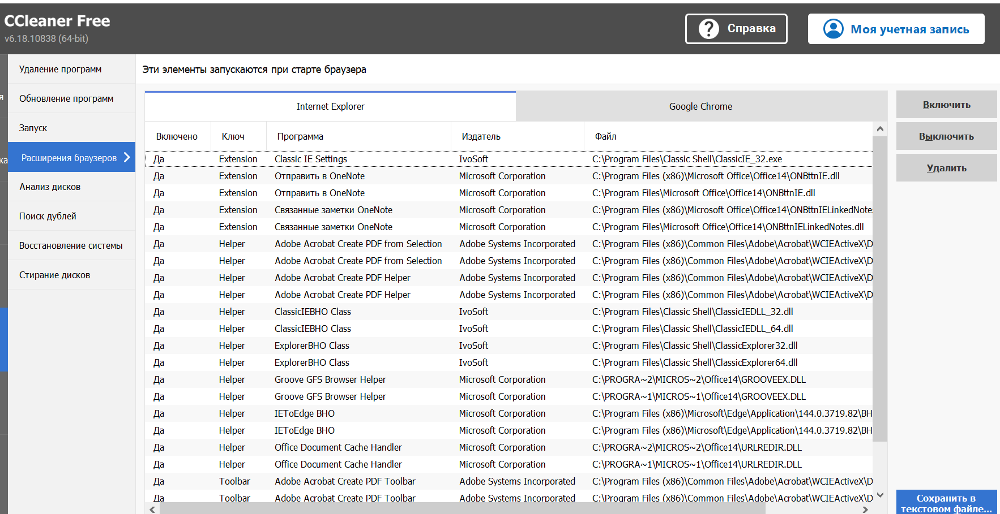 CCleaner Free
v6.18.10838 (64-bit)
Справка
Моя учетная запись
я
ка
Удаление программ
Обновление программ
Запуск
Расширения браузеров
Анализ дисков
Поиск дублей
Восстановление системы
Стирание дисков
Эти элементы запускаются при старте браузера
Internet Explorer Google Chrome
Включено Ключ Программа Издатель Файл
Да Extension Classic IE Settings IvoSoft C:\Program Files\Classic Shell\ClassicIE_32.exe
Да Extension Отправить в OneNote Microsoft Corporation C:\Program Files (x86)\Microsoft Office\Office14\ONBttnIE.dll
Да Extension Отправить в OneNote Microsoft Corporation C:\Program Files\Microsoft Office\Office14\ONBttnIE.dll
Да Extension Связанные заметки OneNote Microsoft Corporation C:\Program Files (x86)\Microsoft Office\Office14\ONBttnIELinkedNote
Да Extension Связанные заметки OneNote Microsoft Corporation C:\Program Files\Microsoft Office\Office14\ONBttnIELinkedNotes.dll
Да Helper Adobe Acrobat Create PDF from Selection Adobe Systems Incorporated C:\Program Files (x86)\Common Files\Adobe\Acrobat\WCIEActiveX\D
Да Helper Adobe Acrobat Create PDF from Selection Adobe Systems Incorporated C:\Program Files (x86)\Common Files\Adobe\Acrobat\WCIEActiveX\D
Да Helper Adobe Acrobat Create PDF Helper Adobe Systems Incorporated C:\Program Files (x86)\Common Files\Adobe\Acrobat\WCIEActiveX\D
Да Helper Adobe Acrobat Create PDF Helper Adobe Systems Incorporated C:\Program Files (x86)\Common Files\Adobe\Acrobat\WCIEActiveX\D
Да Helper ClassicIEBHO Class IvoSoft C:\Program Files\Classic Shell\ClassicIEDLL_32.dll
Да Helper ClassicIEBHO Class IvoSoft C:\Program Files\Classic Shell\ClassicIEDLL_64.dll
Да Helper ExplorerBHO Class IvoSoft C:\Program Files\Classic Shell\ClassicExplorer32.dll
Да Helper ExplorerBHO Class IvoSoft C:\Program Files\Classic Shell\ClassicExplorer64.dll
Да Helper Groove GFS Browser Helper Microsoft Corporation C:\PROGRA~2\MICROS~2\Office14\GROOVEEX.DLL
Да Helper Groove GFS Browser Helper Microsoft Corporation C:\PROGRA~1\MICROS~1\Office14\GROOVEEX.DLL
Да Helper IEToEdge BHO Microsoft Corporation C:\Program Files (x86)\Microsoft\Edge\Application\144.0.3719.82\BH
Да Helper IEToEdge BHO Microsoft Corporation C:\Program Files (x86)\Microsoft\Edge\Application\144.0.3719.82\BH
Да Helper Office Document Cache Handler Microsoft Corporation C:\PROGRA~2\MICROS~2\Office14\URLREDIR.DLL
Да Helper Office Document Cache Handler Microsoft Corporation C:\PROGRA~1\MICROS~1\Office14\URLREDIR.DLL
Да Toolbar Adobe Acrobat Create PDF Toolbar Adobe Systems Incorporated C:\Program Files (x86)\Common Files\Adobe\Acrobat\WCIEActiveX\D
Да Toolbar Adobe Acrobat Create PDF Toolbar Adobe Systems Incorporated C:\Program Files (x86)\Common Files\Adobe\Acrobat\WCIEActiveX\D
Включить
Выключить
Удалить
Сохранить в
текстовом файле...